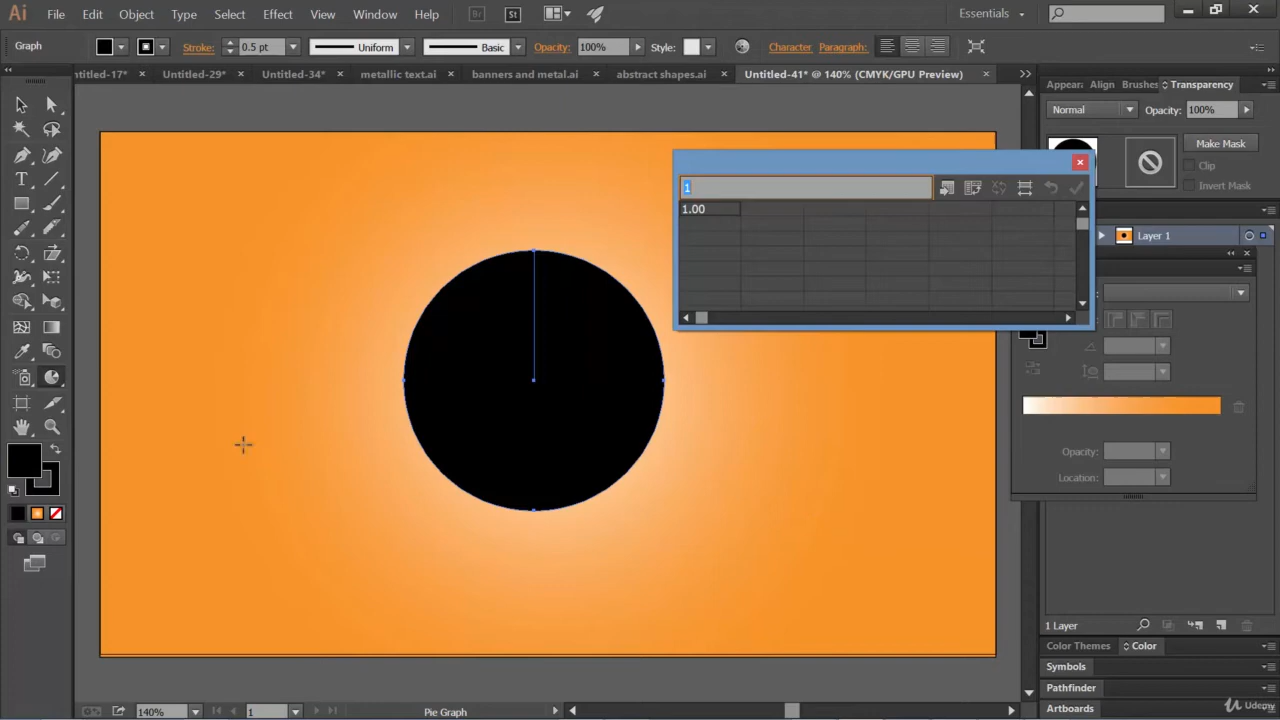 Ai File Edit Object Type Select Effect View Window Help Br St Essentials
Graph Stroke: 0.5 pt Uniform Basic Opacity: 100% Style: Character Paragraph:
ntitled-17* Untitled-29* Untitled-34* metallic text.ai banners and metal.ai abstract shapes.ai Untitled-41* @ 140% (CMYK/GPU Preview)
Appear Align Brushes Transparency
Normal Opacity: 100%
Make Mask
Clip
Invert Mask
1
1.00
Layer 1
T
Opacity:
Location:
1 Layer
Color Themes Color
Symbols
Pathfinder
Artboards
140% 1 Pie Graph
Udemy